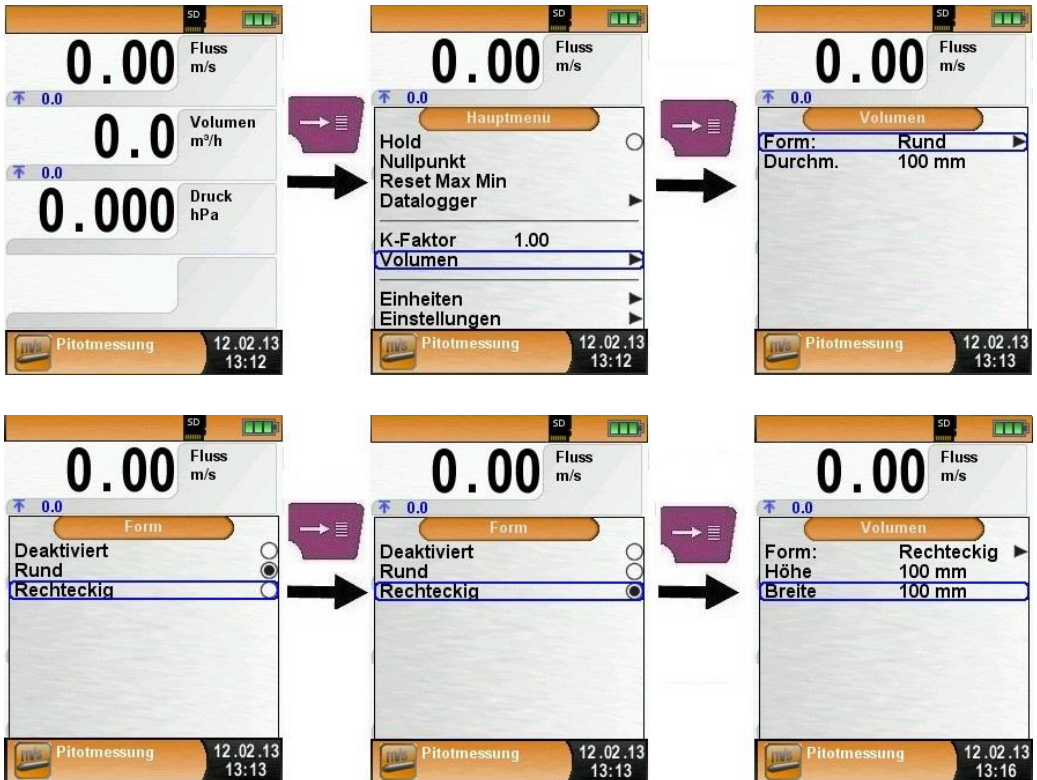 SD
0.00 Fluss m/s
0.0
0.0 Volumen m³/h
0.0
0.000 Druck hPa
Pitotmessung 12.02.13 13:12
SD
0.00 Fluss m/s
0.0
Hauptmenü
Hold
Nullpunkt
Reset Max Min
Datalogger
K-Faktor 1.00
Volumen
Einheiten
Einstellungen
m/s Pitotmessung 12.02.13 13:12
SD
0.00 Fluss m/s
0.0
Volumen
Form: Rund
Durchm. 100 mm
m/s Pitotmessung 12.02.13 13:13
SD
0.00 Fluss m/s
0.0
Form
Deaktiviert
Rund
Rechteckig
m/s Pitotmessung 12.02.13 13:13
SD
0.00 Fluss m/s
0.0
Form
Deaktiviert
Rund
Rechteckig
m/s Pitotmessung 12.02.13 13:13
SD
0.00 Fluss m/s
0.0
Volumen
Form: Rechteckig
Höhe 100 mm
Breite 100 mm
m/s Pitotmessung 12.02.13 13:16